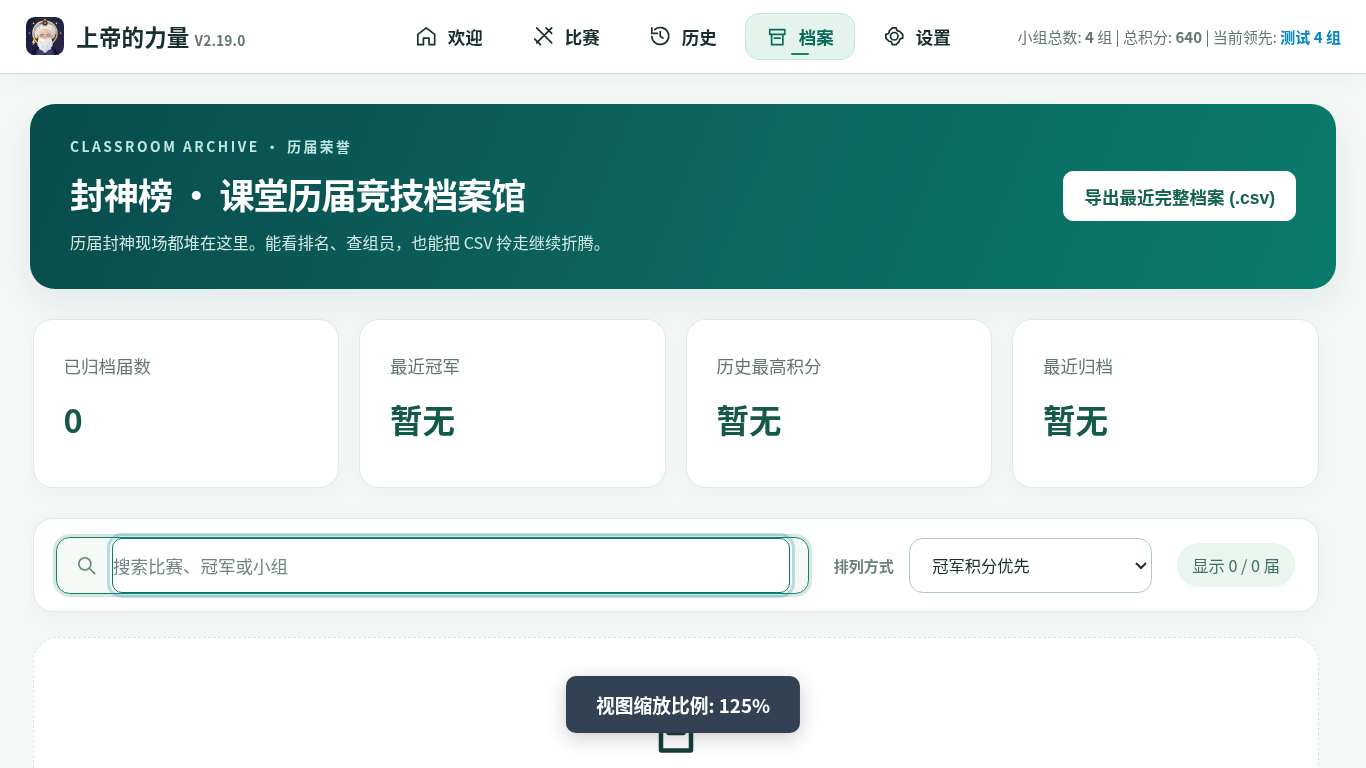 上帝的力量 V2.19.0
欢迎
比赛
历史
档案
设置
小组总数: 4 组 | 总积分: 640 | 当前领先: 测试 4 组
CLASSROOM ARCHIVE · 历届荣誉
封神榜 · 课堂历届竞技档案馆
历届封神现场都堆在这里。能看排名、查组员，也能把 CSV 拎走继续折腾。
导出最近完整档案 (.csv)
已归档届数
0
最近冠军
暂无
历史最高积分
暂无
最近归档
暂无
搜索比赛、冠军或小组
排列方式
冠军积分优先
显示 0 / 0 届
视图缩放比例: 125%